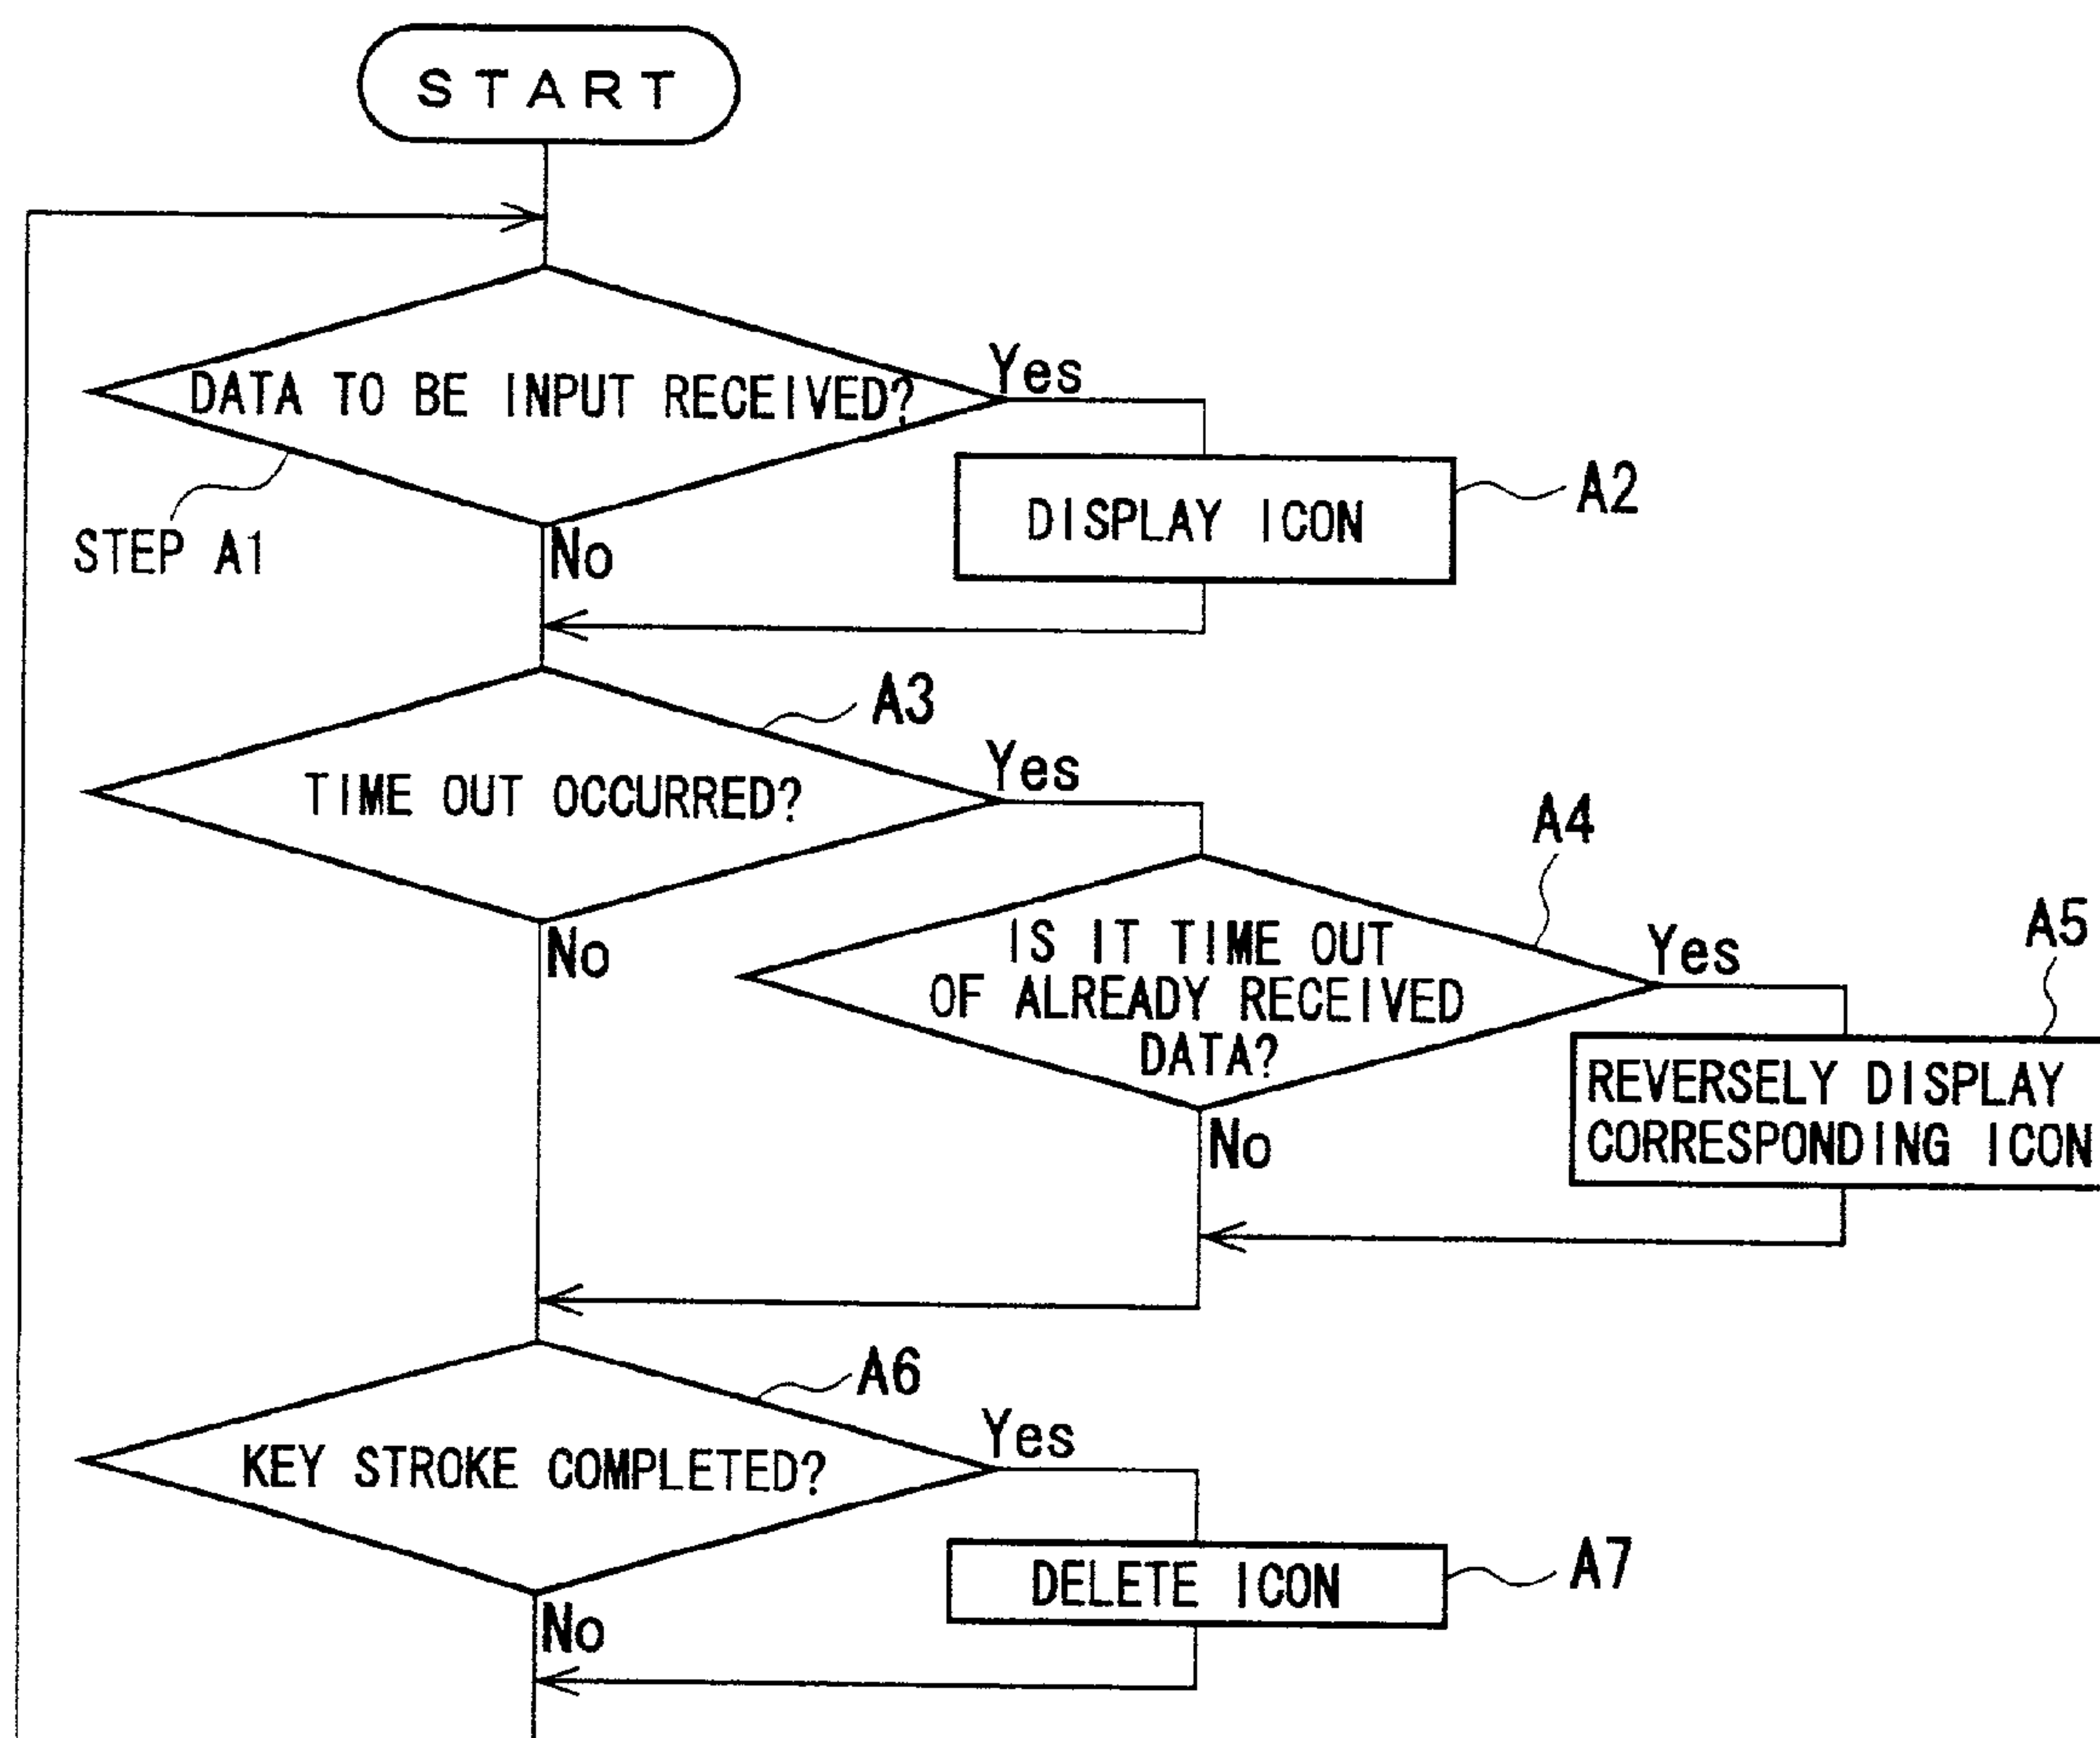 START
DATA TO BE INPUT RECEIVED?
Yes
DISPLAY ICON
A2
STEP A1
No
A3
TIME OUT OCCURRED?
Yes
A4
IS IT TIME OUT
OF ALREADY RECEIVED
DATA?
Yes
A5
No
REVERSELY DISPLAY
CORRESPONDING ICON
No
A6
KEY STROKE COMPLETED?
Yes
DELETE ICON
A7
No